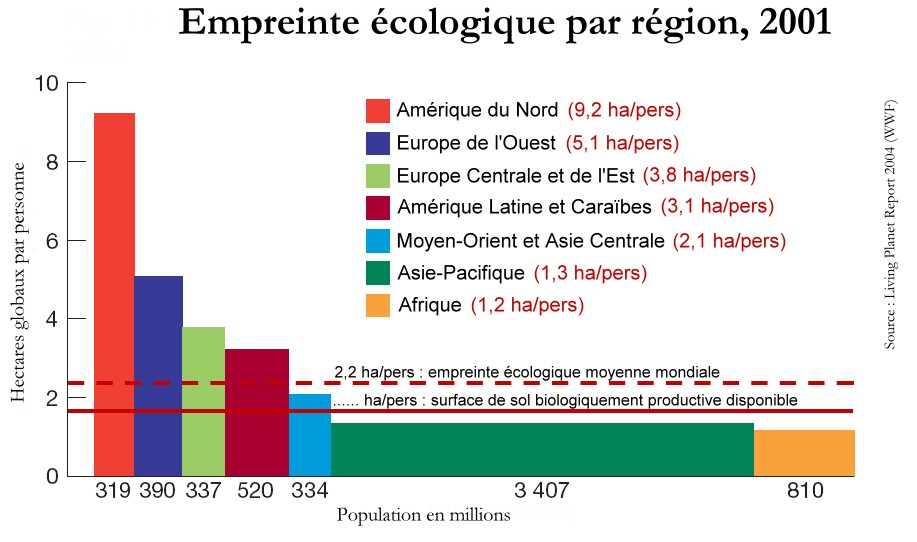 Empreinte écologique par région, 2001
Hectares globaux par personne
10
8
6
4
2
0
Amérique du Nord (9,2 ha/pers)
Europe de l'Ouest (5,1 ha/pers)
Europe Centrale et de l'Est (3,8 ha/pers)
Amérique Latine et Caraïbes (3,1 ha/pers)
Moyen-Orient et Asie Centrale (2,1 ha/pers)
Asie-Pacifique (1,3 ha/pers)
Afrique (1,2 ha/pers)
2,2 ha/pers : empreinte écologique moyenne mondiale
...... ha/pers : surface de sol biologiquement productive disponible
319 390 337 520 334 3 407 810
Population en millions
Source : Living Planet Report 2004 (WWF)